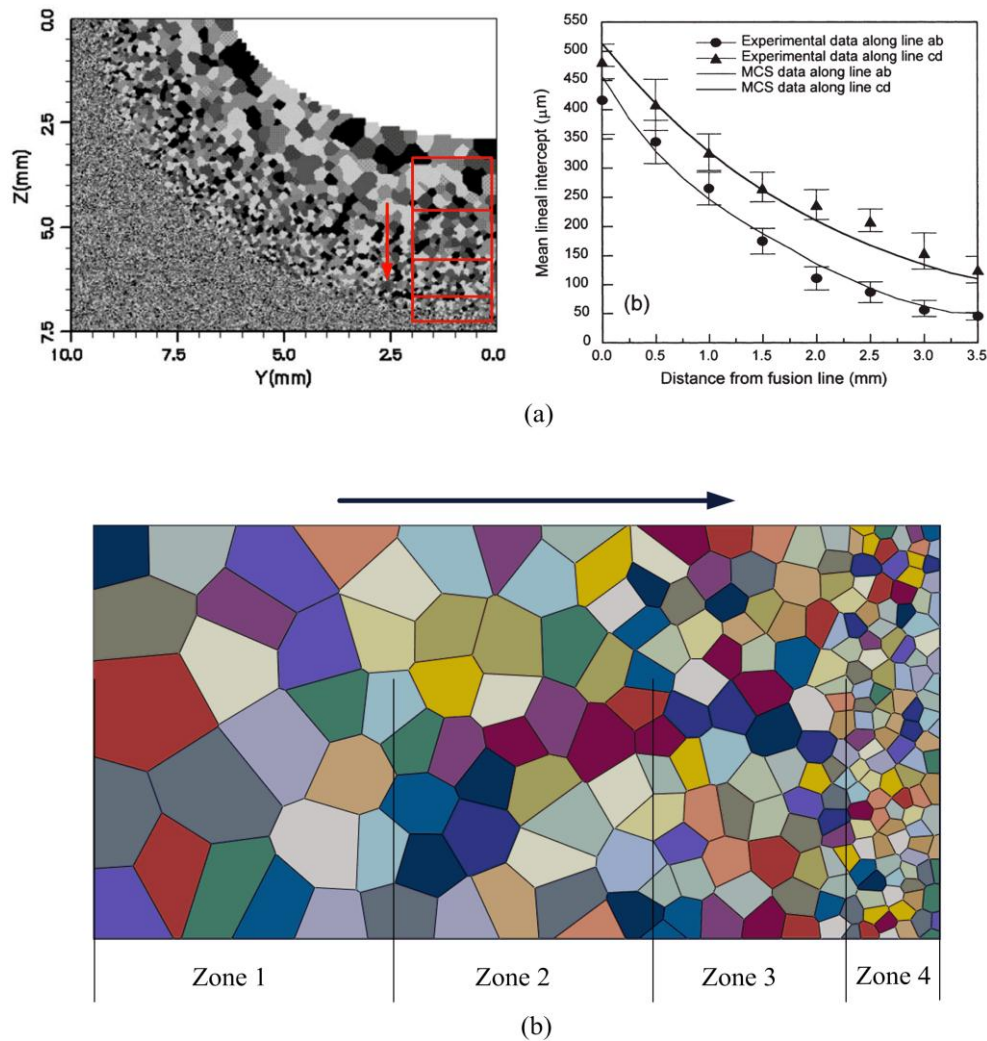 0.0
2.5
5.0
7.5
Z(mm)
10.0 7.5 5.0 2.5 0.0
Y(mm)
550
500
450
400
350
300
250
200
150
100
50
0
Mean lineal intercept (µm)
Experimental data along line ab
Experimental data along line cd
MCS data along line ab
MCS data along line cd
(b)
0.0 0.5 1.0 1.5 2.0 2.5 3.0 3.5
Distance from fusion line (mm)
(a)
Zone 1 Zone 2 Zone 3 Zone 4
(b)